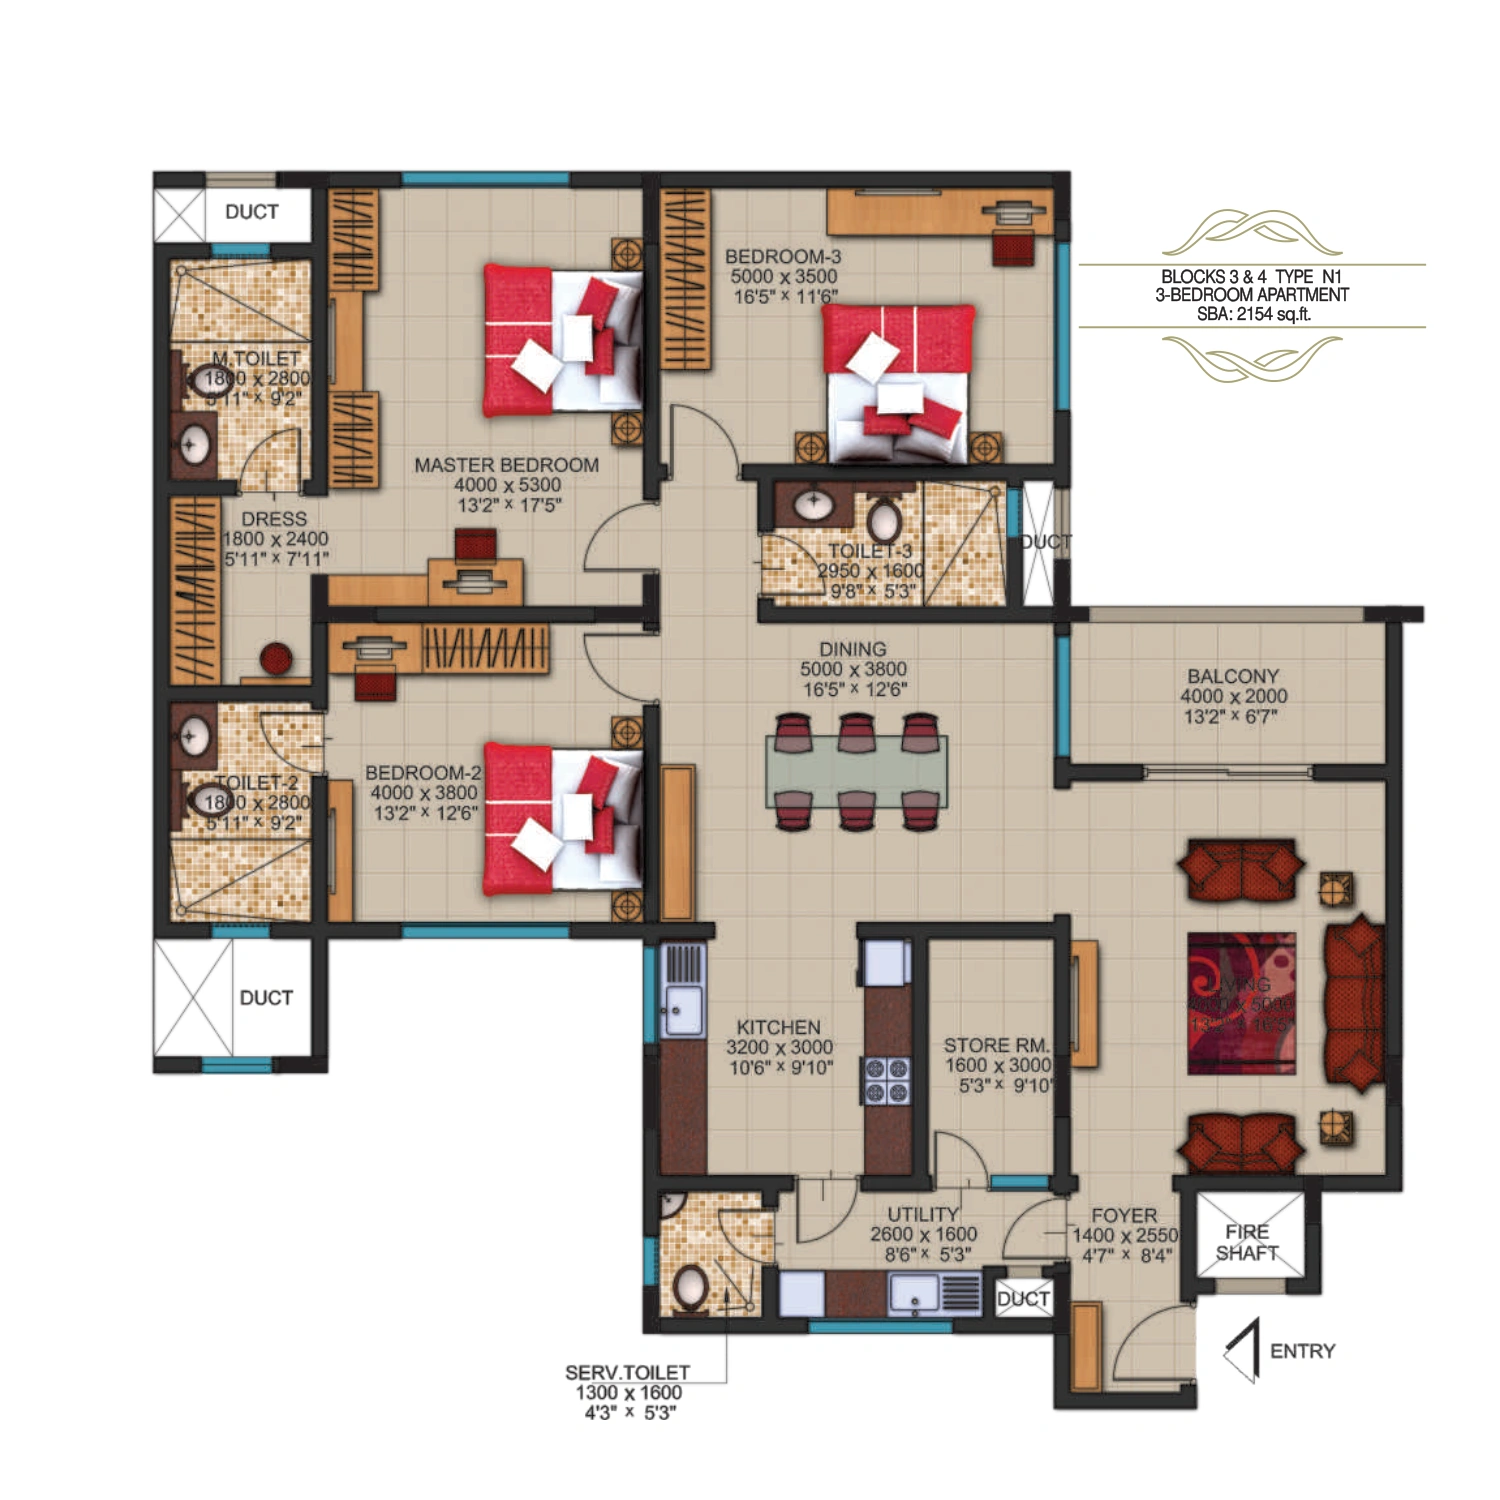 DUCT
BLOCKS 3 & 4 TYPE N1
3-BEDROOM APARTMENT
SBA: 2154 sq.ft.
BEDROOM-3
5000 x 3500
16'5" x 11'6"
M.TOILET
1800 x 2800
5'11" x 9'2"
MASTER BEDROOM
4000 x 5300
13'2" x 17'5"
DRESS
1800 x 2400
5'11" x 7'11"
DUCT
TOILET-3
2950 x 1600
9'8" x 5'3"
DINING
5000 x 3800
16'5" x 12'6"
BALCONY
4000 x 2000
13'2" x 6'7"
BEDROOM-2
4000 x 3800
13'2" x 12'6"
TOILET-2
1800 x 2800
5'11" x 9'2"
DUCT
LIVING
KITCHEN
3200 x 3000
10'6" x 9'10"
STORE RM.
1600 x 3000
5'3" x 9'10"
UTILITY
2600 x 1600
8'6" x 5'3"
FOYER
1400 x 2550
4'7" x 8'4"
FIRE
SHAFT
DUCT
ENTRY
SERV.TOILET
1300 x 1600
4'3" x 5'3"